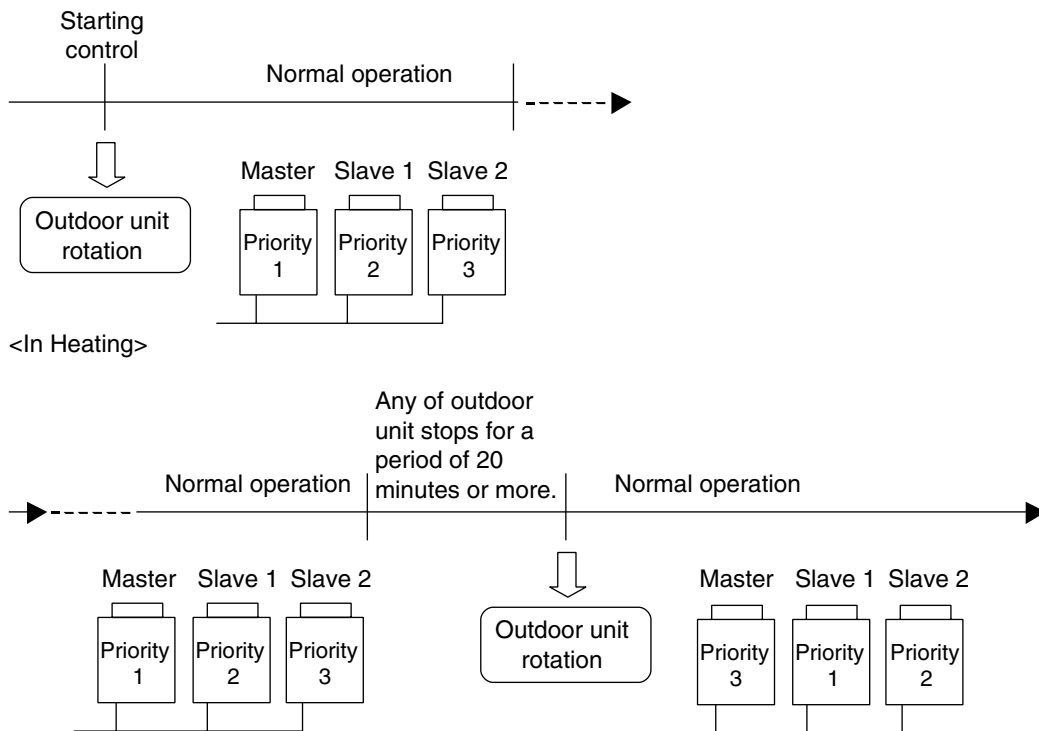 Starting
control
Normal operation
Outdoor unit
rotation
Master Slave 1 Slave 2
Priority
1
Priority
2
Priority
3
<In Heating>
Any of outdoor
unit stops for a
period of 20
minutes or more.
Normal operation
Normal operation
Master Slave 1 Slave 2
Priority
1
Priority
2
Priority
3
Outdoor unit
rotation
Master Slave 1 Slave 2
Priority
3
Priority
1
Priority
2